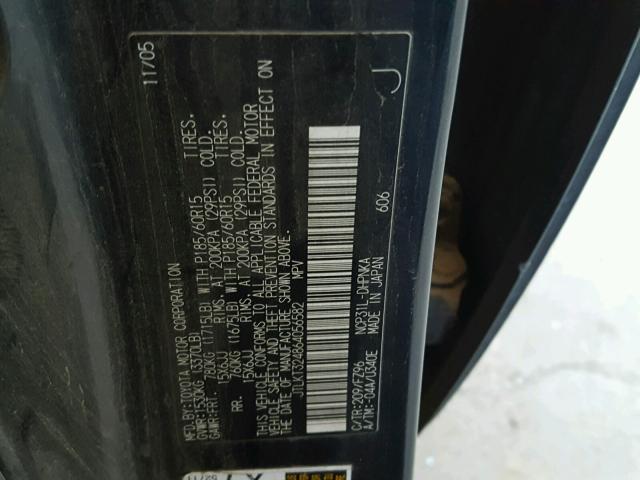 MFD.BY:TOYOTA MOTOR CORPORATION 11/05
GVWR:1530KG (3370LB)
GAWR:FRT. 780KG (1715LB) WITH P185/60R15 TIRES.
15X6JJ RIMS. AT 200KPA (29PSI) COLD.
RR. 760KG (1675LB) WITH P185/60R15 TIRES.
15X6JJ RIMS. AT 200KPA (29PSI) COLD.
THIS VEHICLE CONFORMS TO ALL APPLICABLE FEDERAL MOTOR
VEHICLE SAFETY AND THEFT PREVENTION STANDARDS IN EFFECT ON
THE DATE OF MANUFACTURE SHOWN ABOVE.
JTLKT324864056582 MPV
C/TR:209/FZ96 NCP31L-DHPNKA
A/TM:-04A/U340E MADE IN JAPAN 606 J